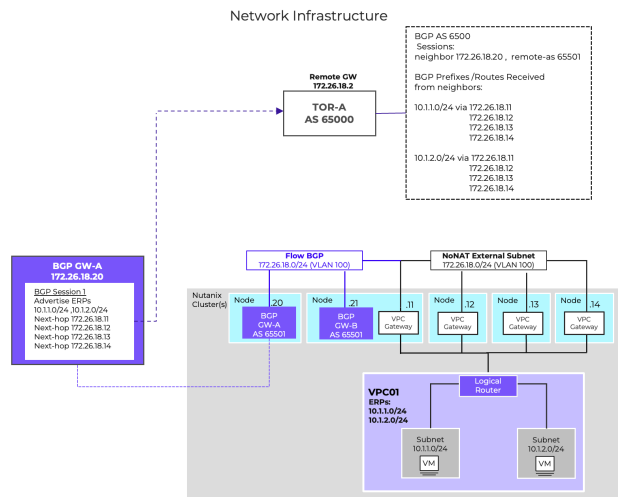 Network Infrastructure
BGP AS 6500
Sessions:
neighbor 172.26.18.20 , remote-as 65501
BGP Prefixes /Routes Received
from neighbors:
10.1.1.0/24 via 172.26.18.11
172.26.18.12
172.26.18.13
172.26.18.14
10.1.2.0/24 via 172.26.18.11
172.26.18.12
172.26.18.13
172.26.18.14
Remote GW
172.26.18.2
TOR-A
AS 65000
BGP GW-A
172.26.18.20
BGP Session 1
Advertise ERPs
10.1.1.0/24 ,10.1.2.0/24
Next-hop 172.26.18.11
Next-hop 172.26.18.12
Next-hop 172.26.18.13
Next-hop 172.26.18.14
Flow BGP
172.26.18.0/24 (VLAN 100)
NoNAT External Subnet
172.26.18.0/24 (VLAN 100)
Nutanix
Cluster(s)
Node
.20
BGP
GW-A
AS 65501
Node
.21
BGP
GW-B
AS 65501
.11
VPC
Gateway
Node
.12
VPC
Gateway
Node
.13
VPC
Gateway
Node
.14
VPC
Gateway
VPC01
ERPs:
10.1.1.0/24
10.1.2.0/24
Logical
Router
Subnet
10.1.1.0/24
VM
Subnet
10.1.2.0/24
VM